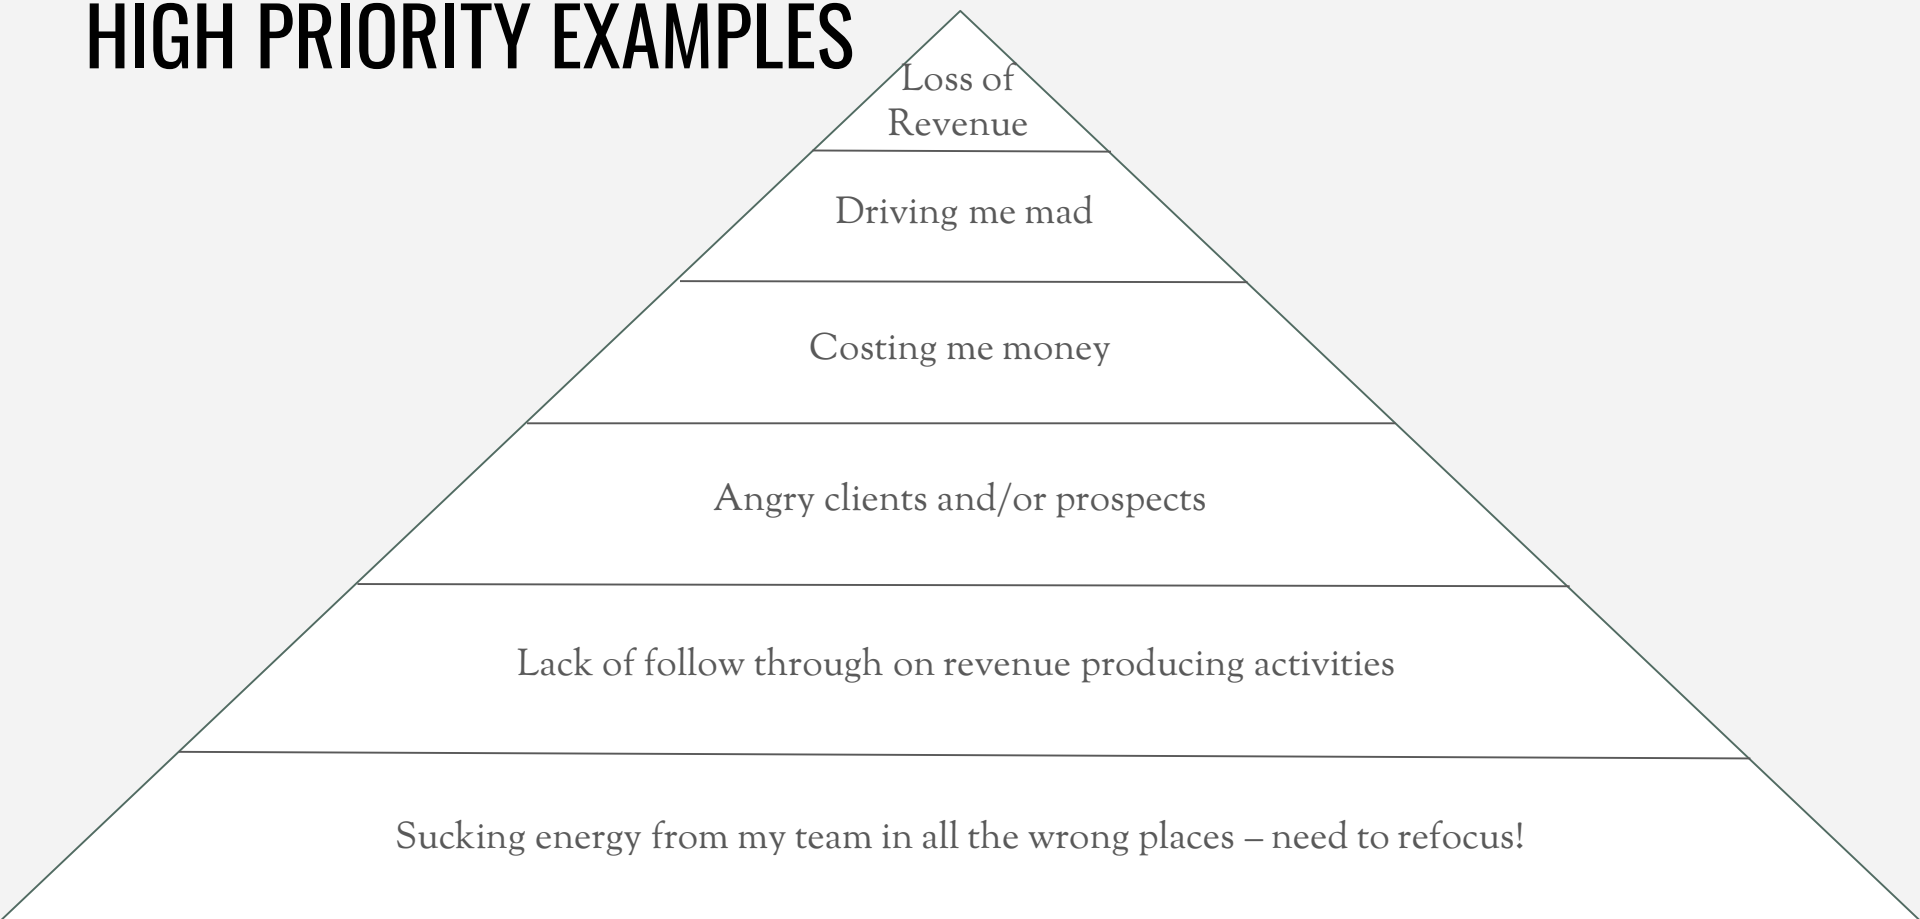 HIGH PRIORITY EXAMPLES
Loss of
Revenue
Driving me mad
Costing me money
Angry clients and/or prospects
Lack of follow through on revenue producing activities
Sucking energy from my team in all the wrong places – need to refocus!